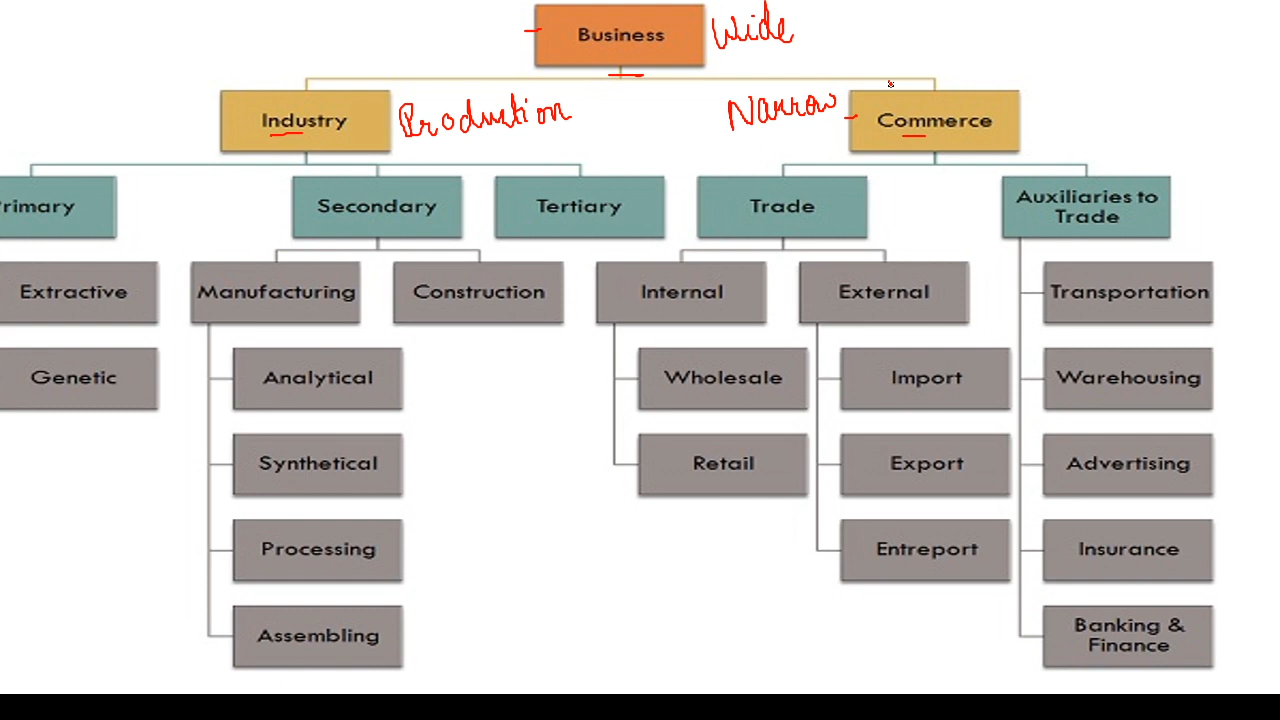 Business Wide
Industry Production Narrow Commerce
rimary Secondary Tertiary Trade Auxiliaries to
Trade
Extractive Manufacturing Construction Internal External Transportation
Genetic Analytical Wholesale Import Warehousing
Synthetical Retail Export Advertising
Processing Entreport Insurance
Assembling Banking &
Finance